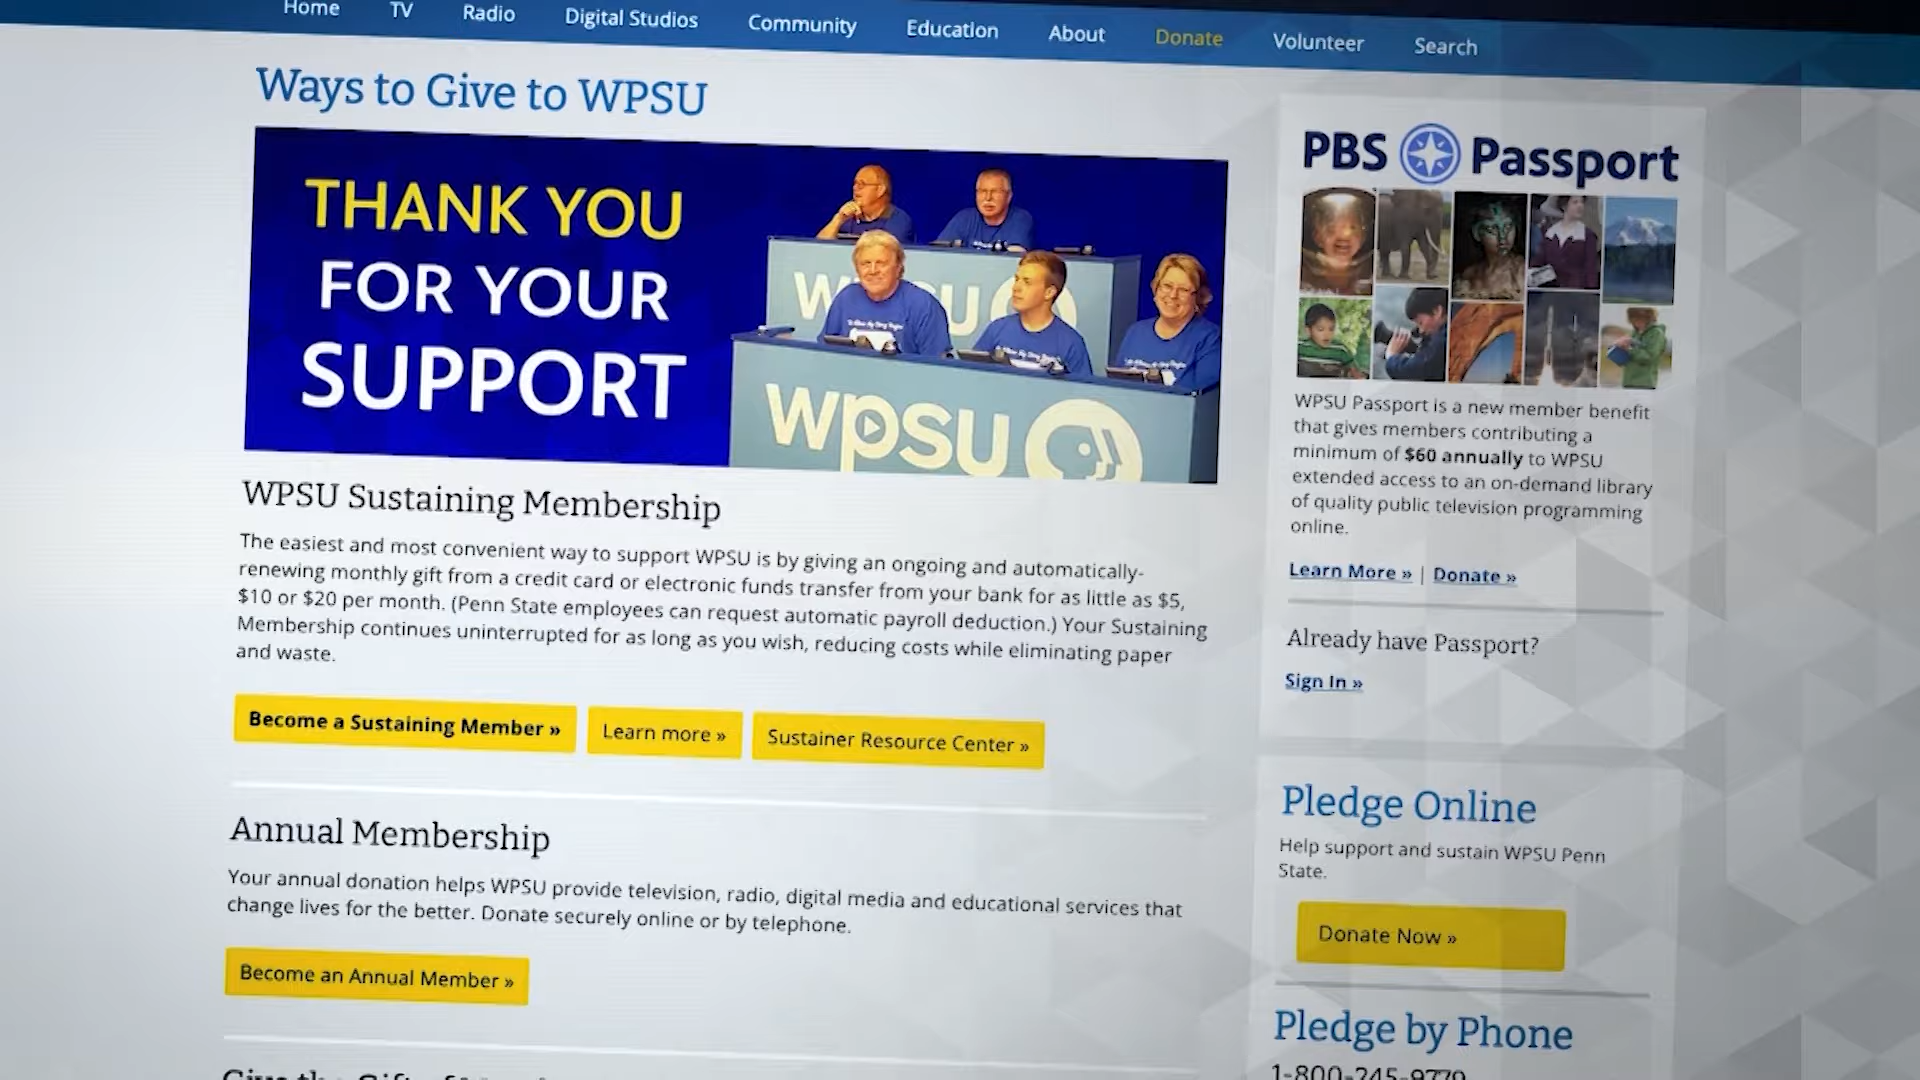 Home TV Radio Digital Studios Community Education About Donate Volunteer Search
Ways to Give to WPSU
THANK YOU
FOR YOUR
SUPPORT
wpsu
WPSU Sustaining Membership
The easiest and most convenient way to support WPSU is by giving an ongoing and automatically-
renewing monthly gift from a credit card or electronic funds transfer from your bank for as little as $5,
$10 or $20 per month. (Penn State employees can request automatic payroll deduction.) Your Sustaining
Membership continues uninterrupted for as long as you wish, reducing costs while eliminating paper
and waste.
Become a Sustaining Member » Learn more » Sustainer Resource Center »
Annual Membership
Your annual donation helps WPSU provide television, radio, digital media and educational services that
change lives for the better. Donate securely online or by telephone.
Become an Annual Member »
PBS Passport
WPSU Passport is a new member benefit
that gives members contributing a
minimum of $60 annually to WPSU
extended access to an on-demand library
of quality public television programming
online.
Learn More » | Donate »
Already have Passport?
Sign In »
Pledge Online
Help support and sustain WPSU Penn
State.
Donate Now »
Pledge by Phone
1-800-245-9779